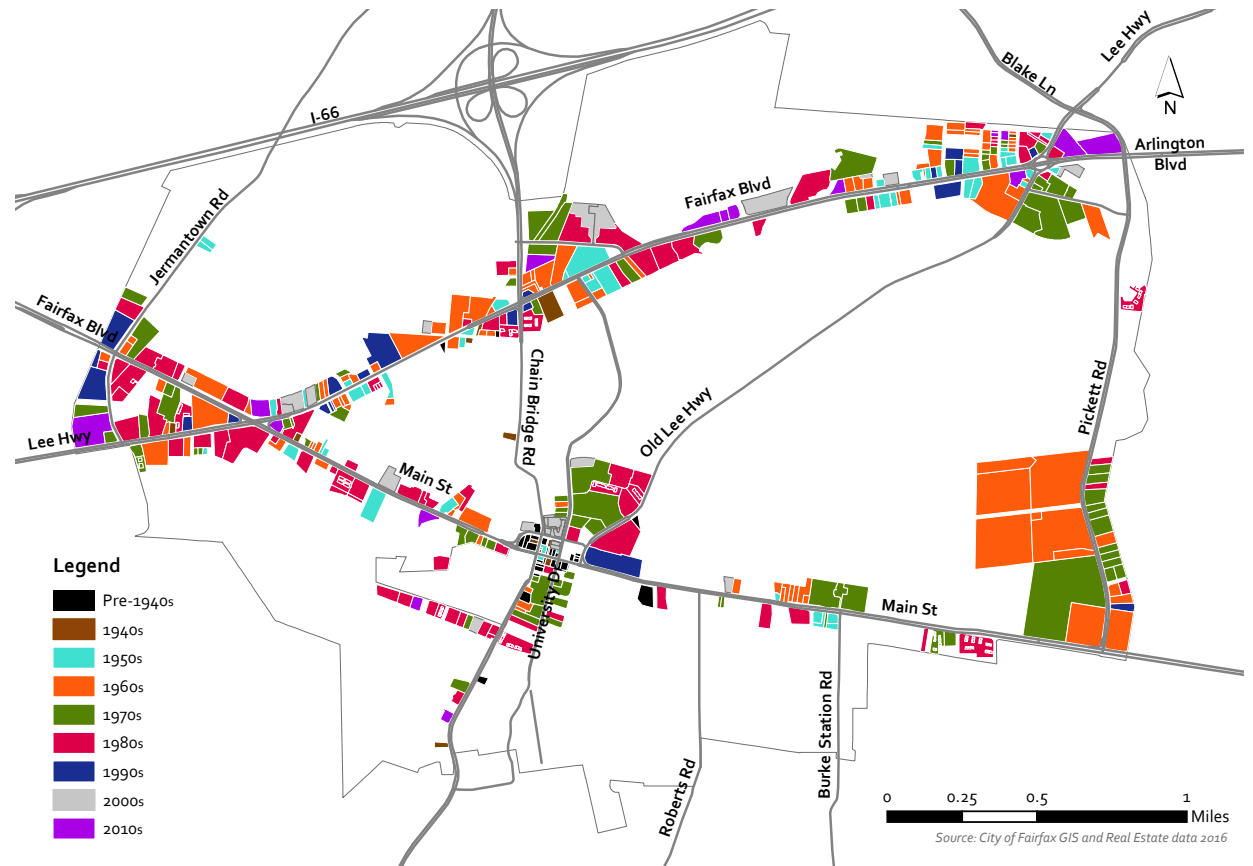 Lee Hwy
Blake Ln
N
I-66
Arlington
Blvd
Jermantown Rd
Fairfax Blvd
Fairfax Blvd
Chain Bridge Rd
Old Lee Hwy
Pickett Rd
Lee Hwy
Main St
Legend
Pre-1940s
1940s
1950s
1960s
1970s
1980s
1990s
2000s
2010s
University Dr
Main St
Burke Station Rd
Roberts Rd
0 0.25 0.5 1
Miles
Source: City of Fairfax GIS and Real Estate data 2016